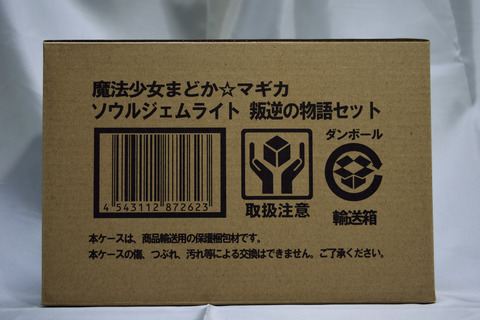 魔法少女まどか☆マギカ
ソウルジェムライト 叛逆の物語セット
4 543112 872623
取扱注意
ダンボール
輸送箱
本ケースは、商品輸送用の保護梱包材です。
本ケースの傷、つぶれ、汚れ等による交換はできません。ご了承ください。